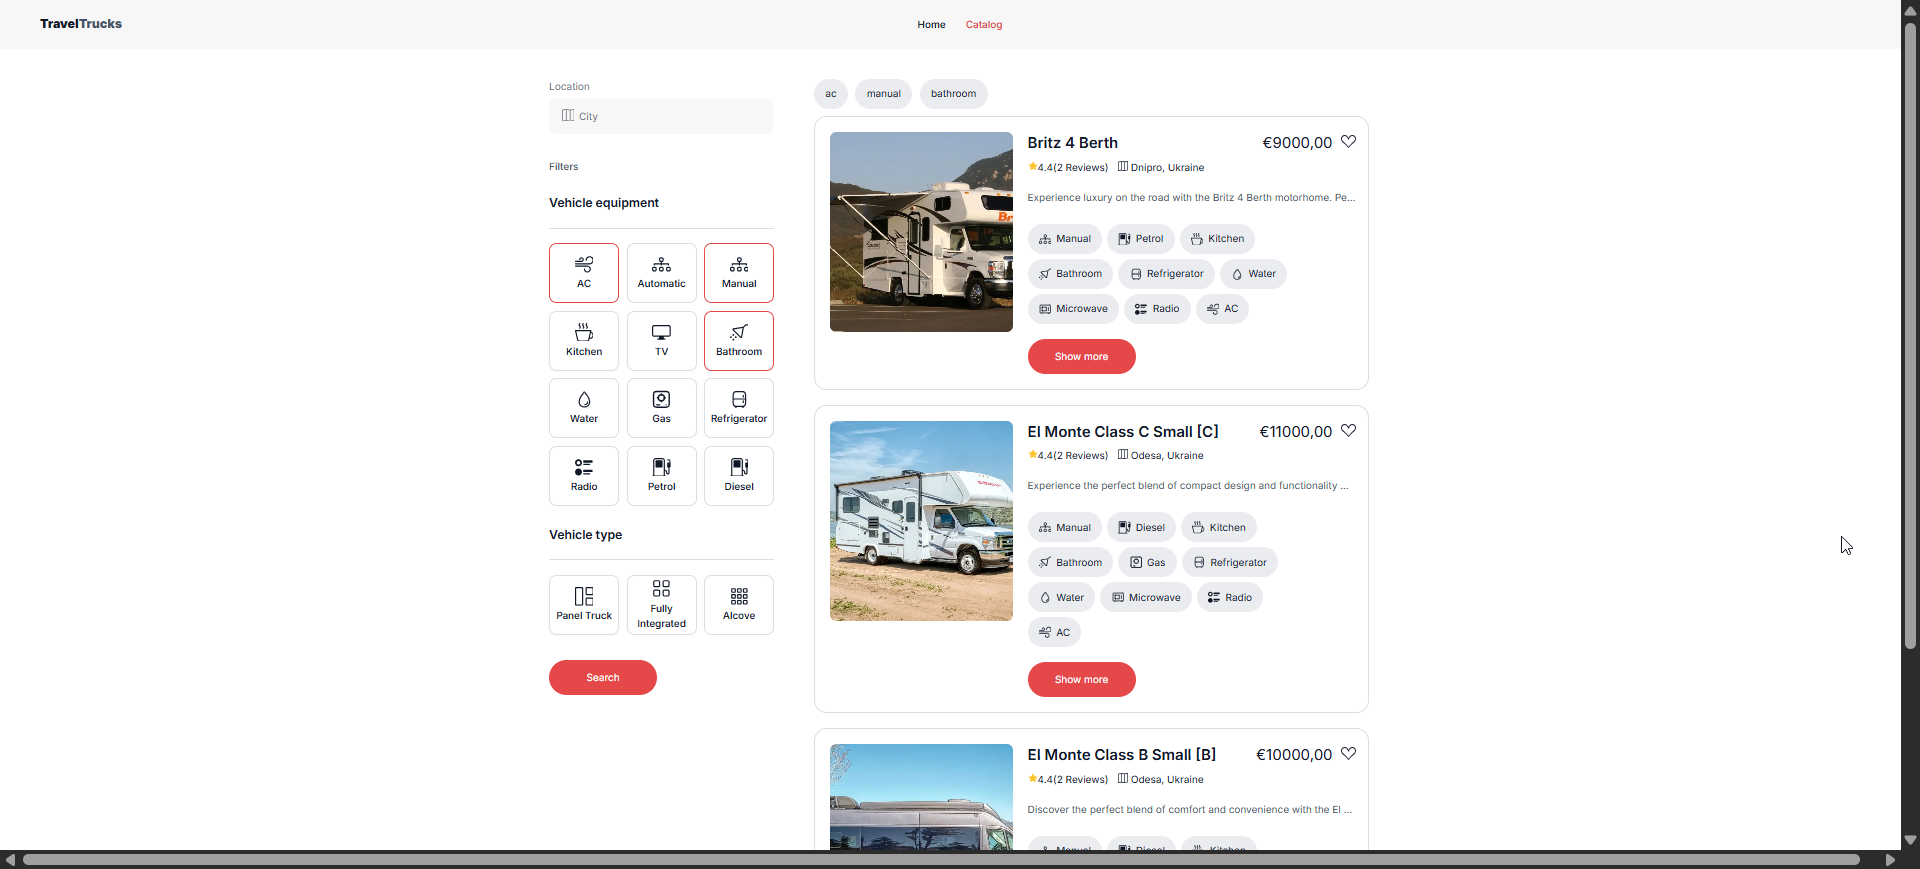 TravelTrucks
Home Catalog
Location
City
Filters
Vehicle equipment
AC Automatic Manual
Kitchen TV Bathroom
Water Gas Refrigerator
Radio Petrol Diesel
Vehicle type
Panel Truck Fully Integrated Alcove
Search
ac manual bathroom
Britz 4 Berth €9000,00
4.4(2 Reviews) Dnipro, Ukraine
Experience luxury on the road with the Britz 4 Berth motorhome. Pe...
Manual Petrol Kitchen
Bathroom Refrigerator Water
Microwave Radio AC
Show more
El Monte Class C Small [C] €11000,00
4.4(2 Reviews) Odesa, Ukraine
Experience the perfect blend of compact design and functionality ...
Manual Diesel Kitchen
Bathroom Gas Refrigerator
Water Microwave Radio
AC
Show more
El Monte Class B Small [B] €10000,00
4.4(2 Reviews) Odesa, Ukraine
Discover the perfect blend of comfort and convenience with the El ...
Manual Diesel Kitchen